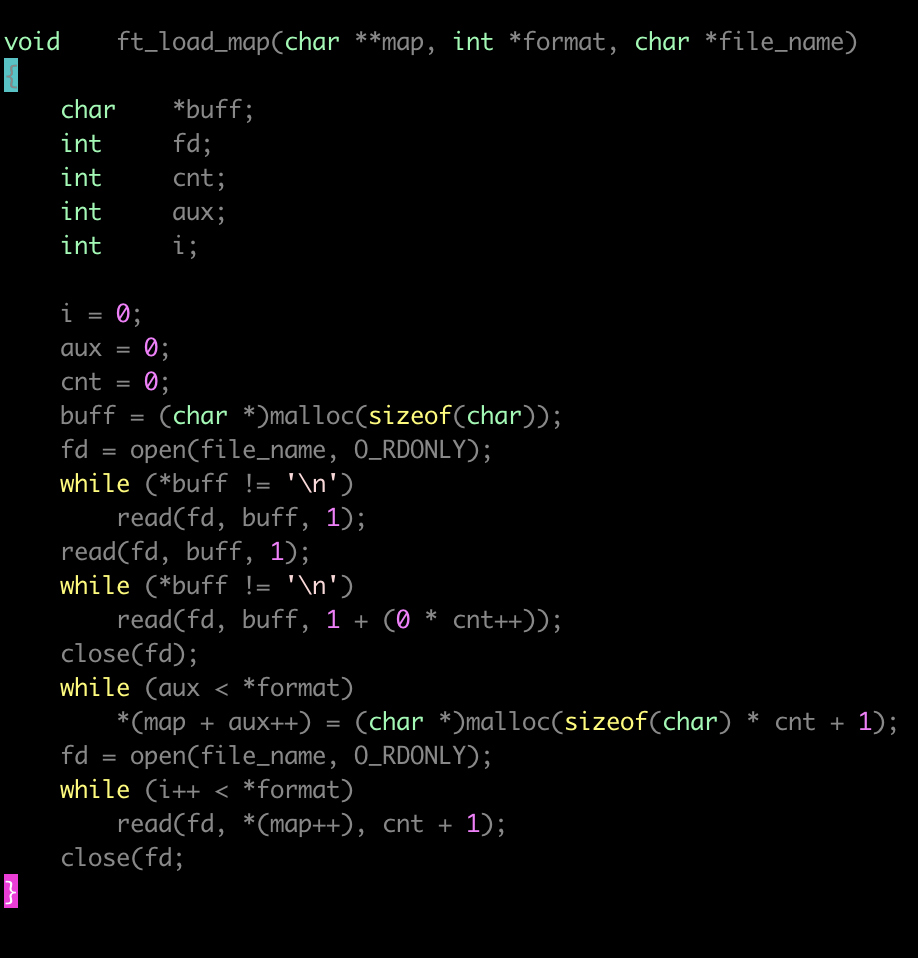 void    ft_load_map(char **map, int *format, char *file_name)
{
    char    *buff;
    int     fd;
    int     cnt;
    int     aux;
    int     i;

    i = 0;
    aux = 0;
    cnt = 0;
    buff = (char *)malloc(sizeof(char));
    fd = open(file_name, O_RDONLY);
    while (*buff != '\n')
        read(fd, buff, 1);
    read(fd, buff, 1);
    while (*buff != '\n')
        read(fd, buff, 1 + (0 * cnt++));
    close(fd);
    while (aux < *format)
        *(map + aux++) = (char *)malloc(sizeof(char) * cnt + 1);
    fd = open(file_name, O_RDONLY);
    while (i++ < *format)
        read(fd, *(map++), cnt + 1);
    close(fd;
}